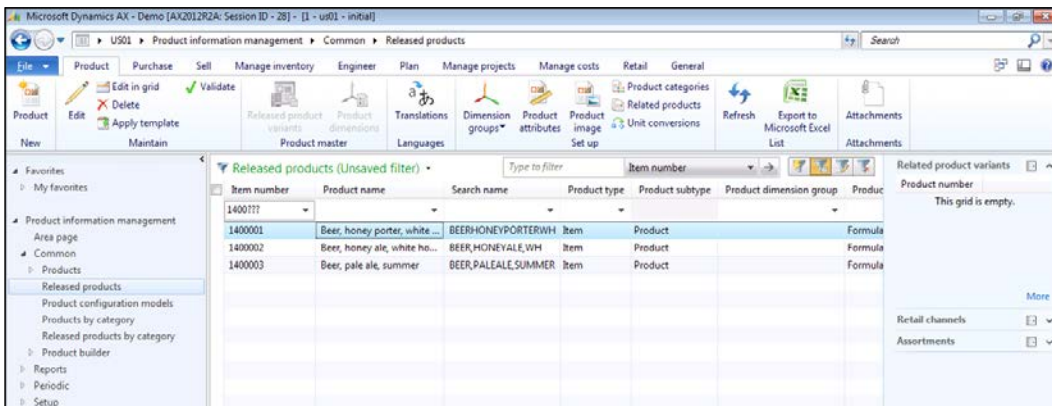 Microsoft Dynamics AX - Demo [AX2012R2A: Session ID - 28] - [1 - us01 - initial]
US01 Product information management Common Released products
Search
File Product Purchase Sell Manage inventory Engineer Plan Manage projects Manage costs Retail General
Product
New
Edit
Edit in grid
Delete
Apply template
Validate
Maintain
Released product variants
Product dimensions
Product master
Translations
Languages
Dimension groups
Product attributes
Product image
Product categories
Related products
Unit conversions
Set up
Refresh
Export to Microsoft Excel
List
Attachments
Attachments
Favorites
My favorites
Product information management
Area page
Common
Products
Released products
Product configuration models
Products by category
Released products by category
Product builder
Reports
Periodic
Setup
Released products (Unsaved filter)
Type to filter
Item number
Item number Product name Search name Product type Product subtype Product dimension group Produc
1400???
1400001 Beer, honey porter, white ... BEERHONEYPORTERWH Item Product Formula
1400002 Beer, honey ale, white ho... BEER,HONEYALE,WH Item Product Formula
1400003 Beer, pale ale, summer BEER,PALEALE,SUMMER Item Product Formula
Related product variants
Product number
This grid is empty.
More
Retail channels
Assortments